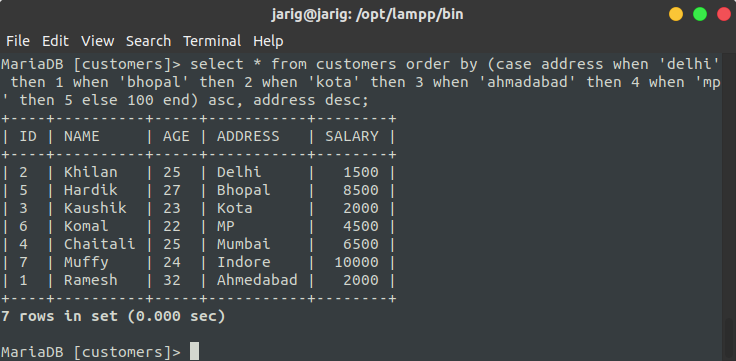 jarig@jarig: /opt/lampp/bin
File Edit View Search Terminal Help
MariaDB [customers]> select * from customers order by (case address when 'delhi'
 then 1 when 'bhopal' then 2 when 'kota' then 3 when 'ahmadabad' then 4 when 'mp
' then 5 else 100 end) asc, address desc;
+----+----------+-----+-----------+--------+
| ID | NAME     | AGE | ADDRESS   | SALARY |
+----+----------+-----+-----------+--------+
| 2  | Khilan   | 25  | Delhi     |   1500 |
| 5  | Hardik   | 27  | Bhopal    |   8500 |
| 3  | Kaushik  | 23  | Kota      |   2000 |
| 6  | Komal    | 22  | MP        |   4500 |
| 4  | Chaitali | 25  | Mumbai    |   6500 |
| 7  | Muffy    | 24  | Indore    |  10000 |
| 1  | Ramesh   | 32  | Ahmedabad |   2000 |
+----+----------+-----+-----------+--------+
7 rows in set (0.000 sec)
MariaDB [customers]>